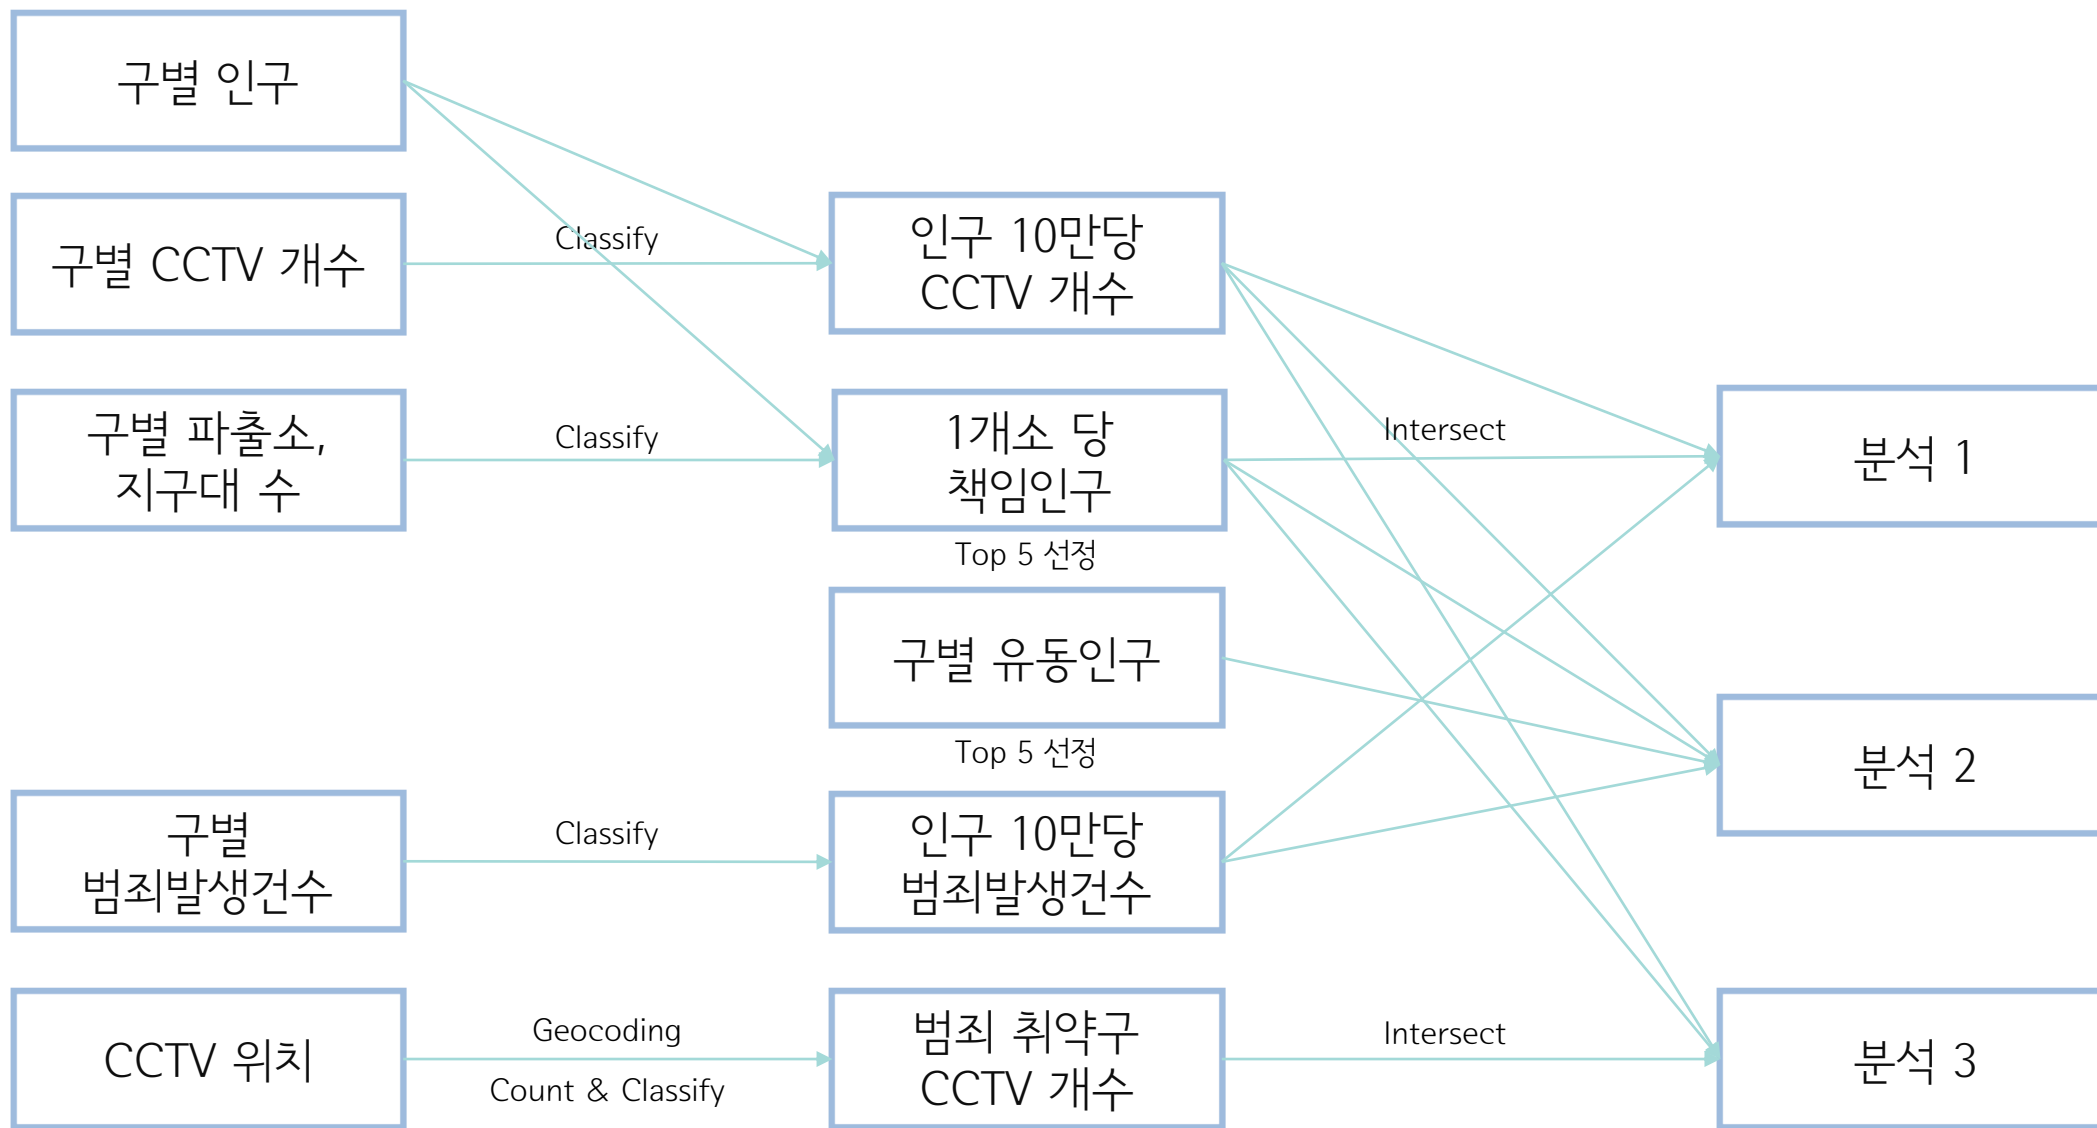 구별 인구
구별 CCTV 개수
구별 파출소,
지구대 수
구별
범죄발생건수
CCTV 위치
Classify
Classify
Classify
Geocoding
Count & Classify
인구 10만당
CCTV 개수
1개소 당
책임인구
Top 5 선정
구별 유동인구
Top 5 선정
인구 10만당
범죄발생건수
범죄 취약구
CCTV 개수
Intersect
Intersect
분석 1
분석 2
분석 3